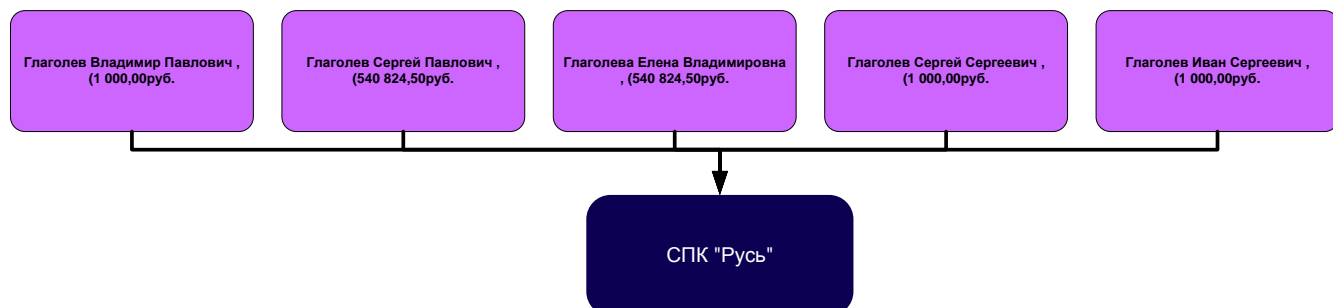 Глаголев Владимир Павлович ,
(1 000,00руб.
Глаголев Сергей Павлович ,
(540 824,50руб.
Глаголева Елена Владимировна
, (540 824,50руб.
Глаголев Сергей Сергеевич ,
(1 000,00руб.
Глаголев Иван Сергеевич ,
(1 000,00руб.
СПК "Русь"